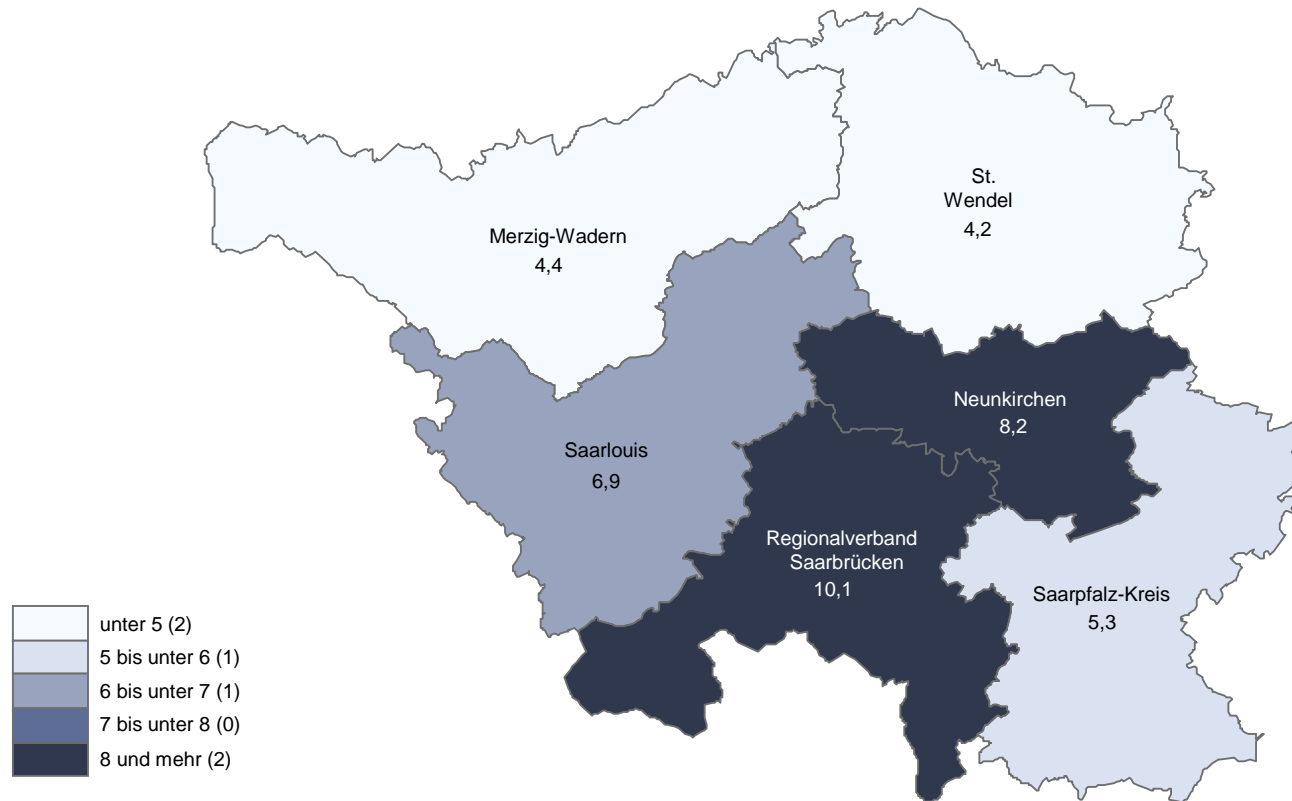 St.
Wendel
4,2
Merzig-Wadern
4,4
Neunkirchen
8,2
Saarlouis
6,9
Regionalverband
Saarbrücken
10,1
Saarpfalz-Kreis
5,3
unter 5 (2)
5 bis unter 6 (1)
6 bis unter 7 (1)
7 bis unter 8 (0)
8 und mehr (2)